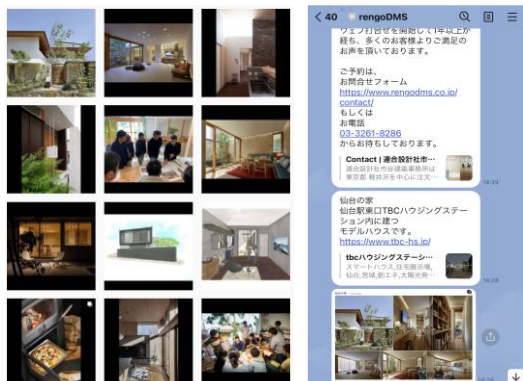 40 rengoDMS
ウェブ打合せを開始して1年以上が
経ち、多くのお客様よりご満足の
お声を頂いております。
ご予約は、
お問合せフォーム
https://www.rengodms.co.jp/
contact/
もしくは
お電話
03-3261-8286
からお待ちしております。
Contact | 連合設計社市…
連合設計社市谷建築事務所は
東京都 軽井沢を中心に注文…
仙台の家
仙台駅東口TBCハウジングステー
ション内に建つ
モデルハウスです。
https://www.tbc-hs.jp/
tbcハウジングステーシ…
スマートハウス,住宅展示場,
仙台,宮城,創エネ,太陽光発…